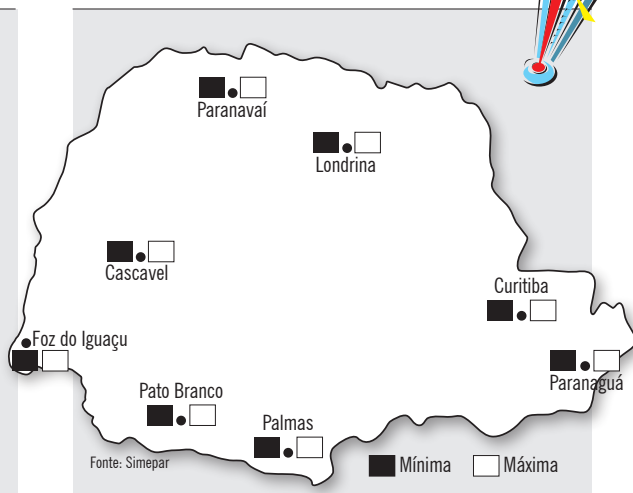 Paranavaí
Londrina
Cascavel
Curitiba
Foz do Iguaçu
Paranaguá
Pato Branco
Palmas
Fonte: Simepar
Mínima
Máxima